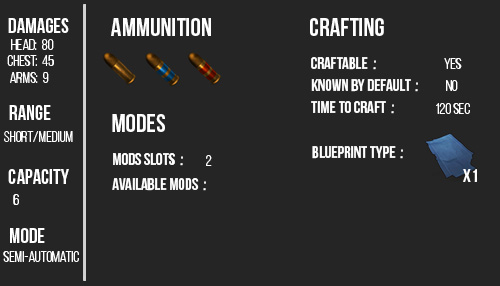 DAMAGES
HEAD: 80
CHEST: 45
ARMS: 9
RANGE
SHORT/MEDIUM
CAPACITY
6
MODE
SEMI-AUTOMATIC
AMMUNITION
MODES
MODS SLOTS : 2
AVAILABLE MODS :
CRAFTING
CRAFTABLE : YES
KNOWN BY DEFAULT : NO
TIME TO CRAFT : 120 SEC
BLUEPRINT TYPE :
X1